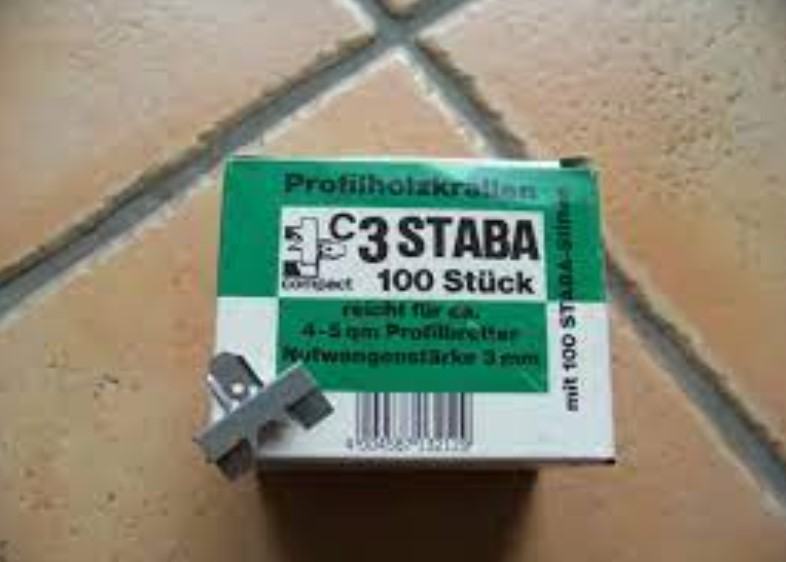 Profilholzkrallen
C3 STABA
compact
100 Stück
reicht für ca.
4-5 qm Profilbretter
Nutwangenstärke 3 mm
mit 100 STABA-Stiften